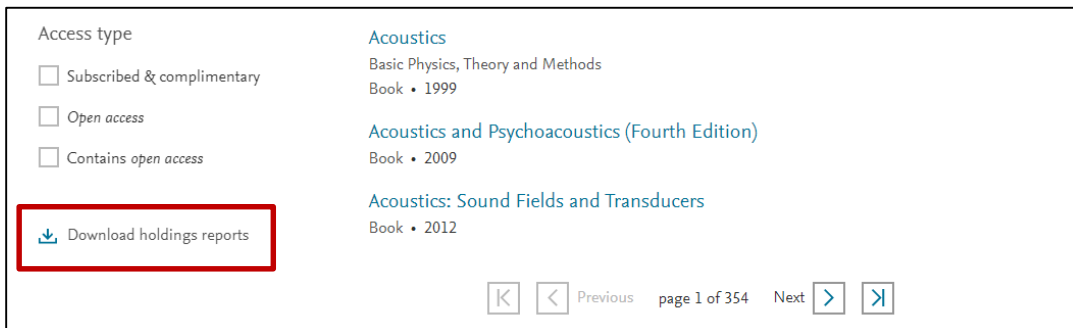 Access type
Subscribed & complimentary
Open access
Contains open access
Download holdings reports
Acoustics
Basic Physics, Theory and Methods
Book • 1999
Acoustics and Psychoacoustics (Fourth Edition)
Book • 2009
Acoustics: Sound Fields and Transducers
Book • 2012
Previous page 1 of 354 Next